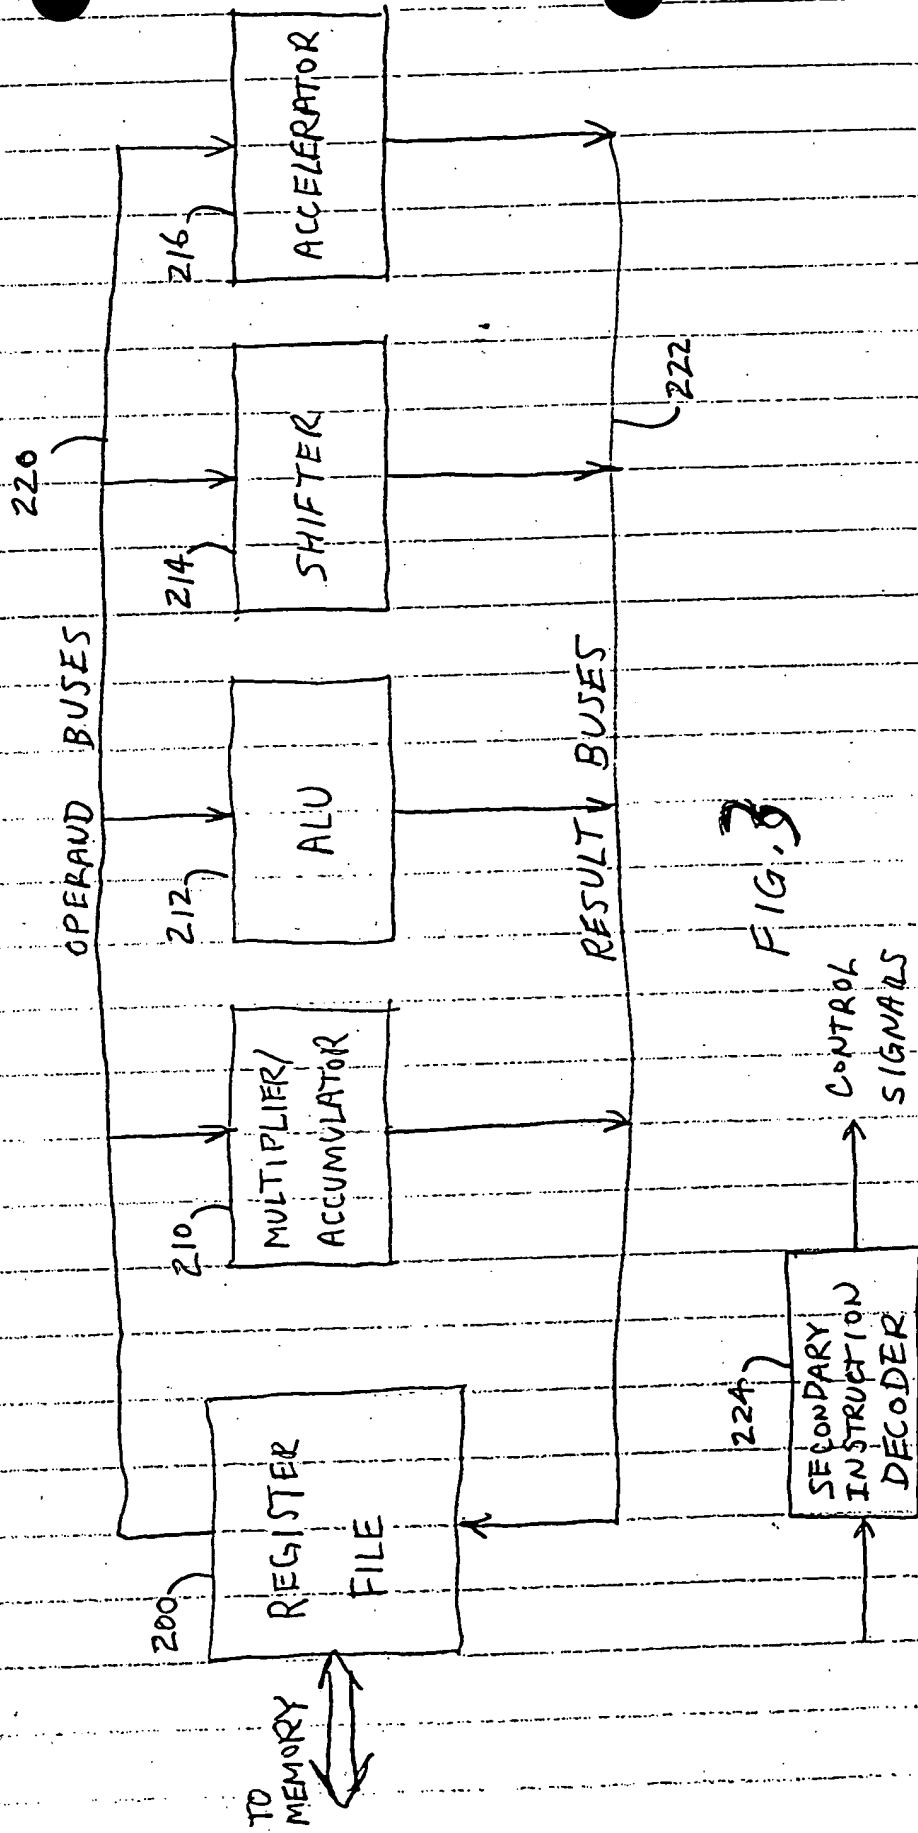 220
OPERAND BUSES
200
210
212
214
216
TO
MEMORY
REGISTER
FILE
MULTIPLIER/
ACCUMULATOR
ALU
SHIFTER
ACCELERATOR
RESULT BUSES
222
224
SECONDARY
INSTRUCTION
DECODER
CONTROL
SIGNALS
FIG. 3